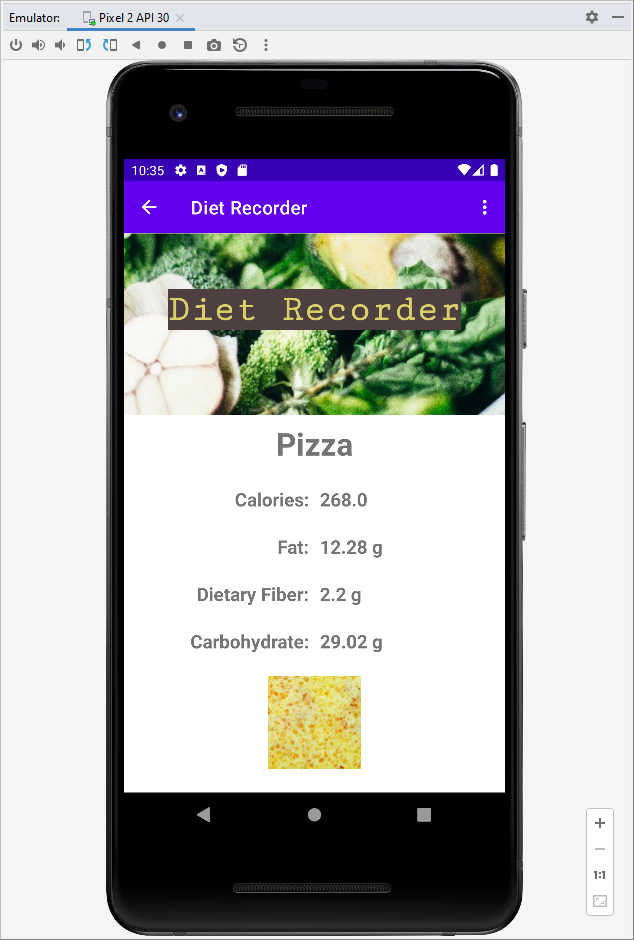 Emulator: Pixel 2 API 30
10:35
Diet Recorder
Diet Recorder
Pizza
Calories: 268.0
Fat: 12.28 g
Dietary Fiber: 2.2 g
Carbohydrate: 29.02 g
1:1